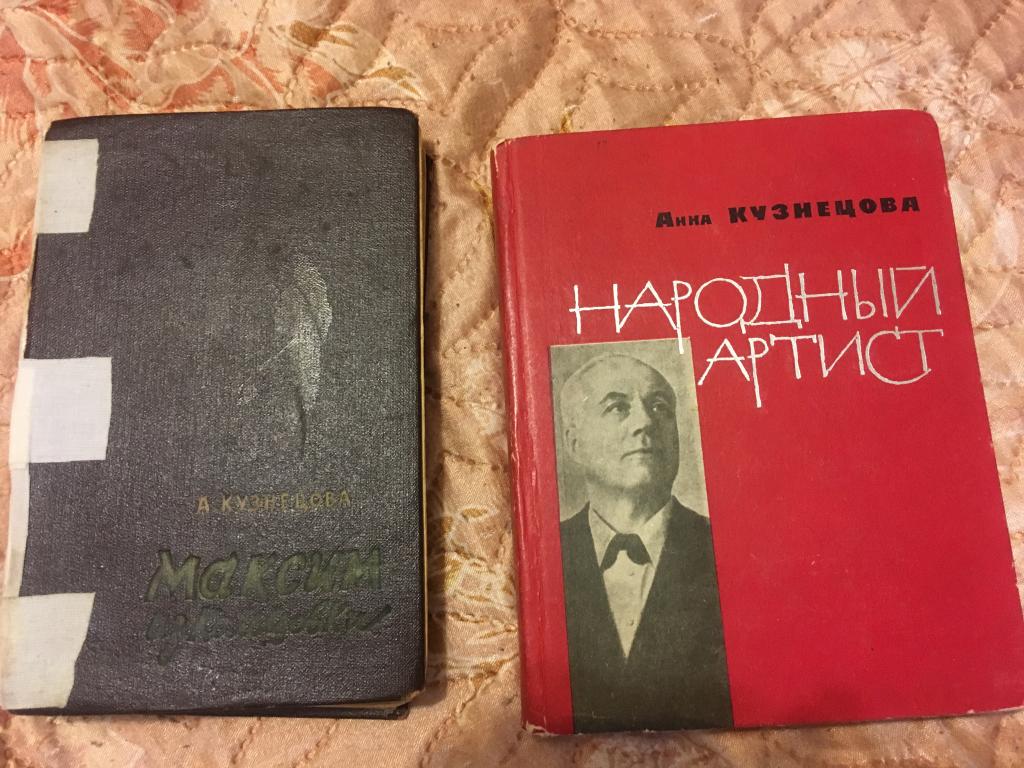 А КУЗНЕЦОВА
Максим
Анна КУЗНЕЦОВА
НАРОДНЫЙ
АРТИСТ